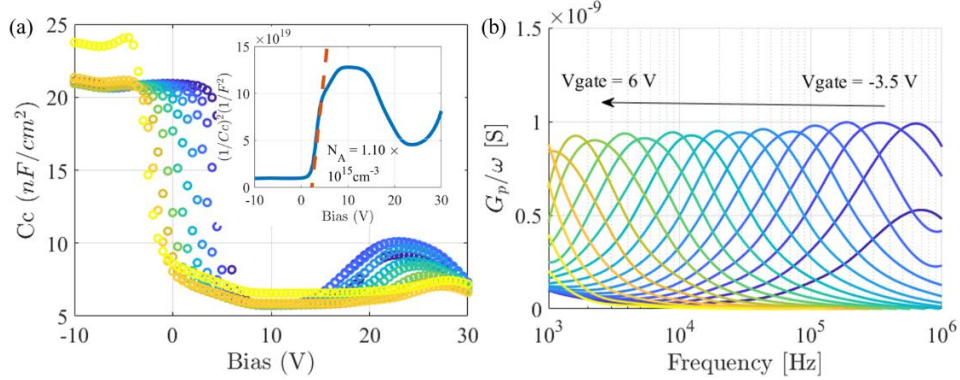 (a)
25
20
15
10
5
Cc (nF/cm²)
-10
0
10
20
30
Bias (V)
×10¹⁹
15
10
5
0
(1/Cc)²(1/F²)
N_A = 1.10 ×
10¹⁵cm⁻³
-10 0 10 20 30
Bias (V)
(b)
×10⁻⁹
1.5
1
0.5
0
G_p/ω [S]
Vgate = 6 V
Vgate = -3.5 V
10³
10⁴
10⁵
10⁶
Frequency [Hz]